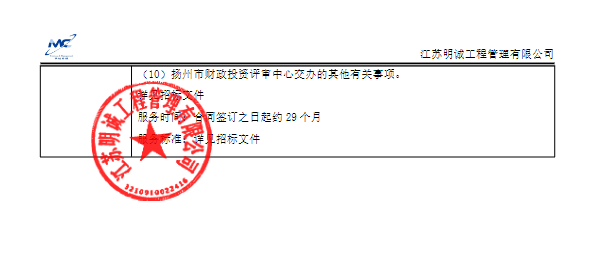 MC
江苏明诚工程管理有限公司
（10）扬州市财政投资评审中心交办的其他有关事项。
详见招标文件
服务时间：合同签订之日起约 29 个月
服务标准：详见招标文件
江苏明诚工程管理有限公司
3210910022416